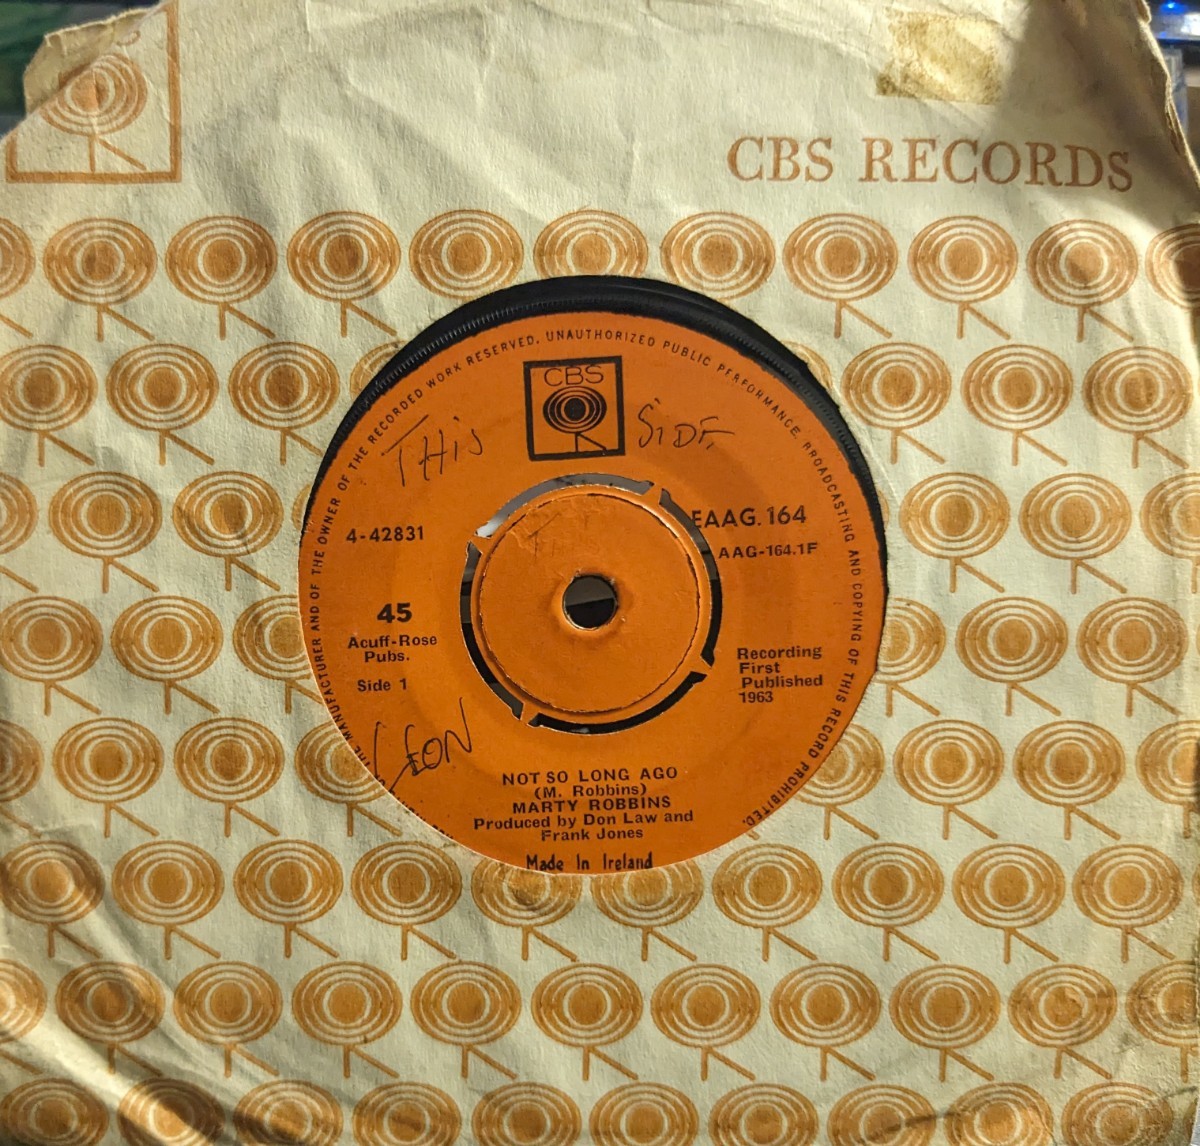 CBS RECORDS
MANUFACTURER AND OF THE OWNER OF THE RECORDED WORK RESERVED. UNAUTHORIZED PUBLIC PERFORMANCE. BROADCASTING AND COPYING OF THIS RECORD PROHIBITED.
CBS
THis
SiDE
4-42831
EAAG. 164
AAG-164.1F
45
Acuff-Rose
Pubs.
Side 1
Recording
First
Published
1963
LEON
NOT SO LONG AGO
(M. Robbins)
MARTY ROBBINS
Produced by Don Law and
Frank Jones
Made In Ireland